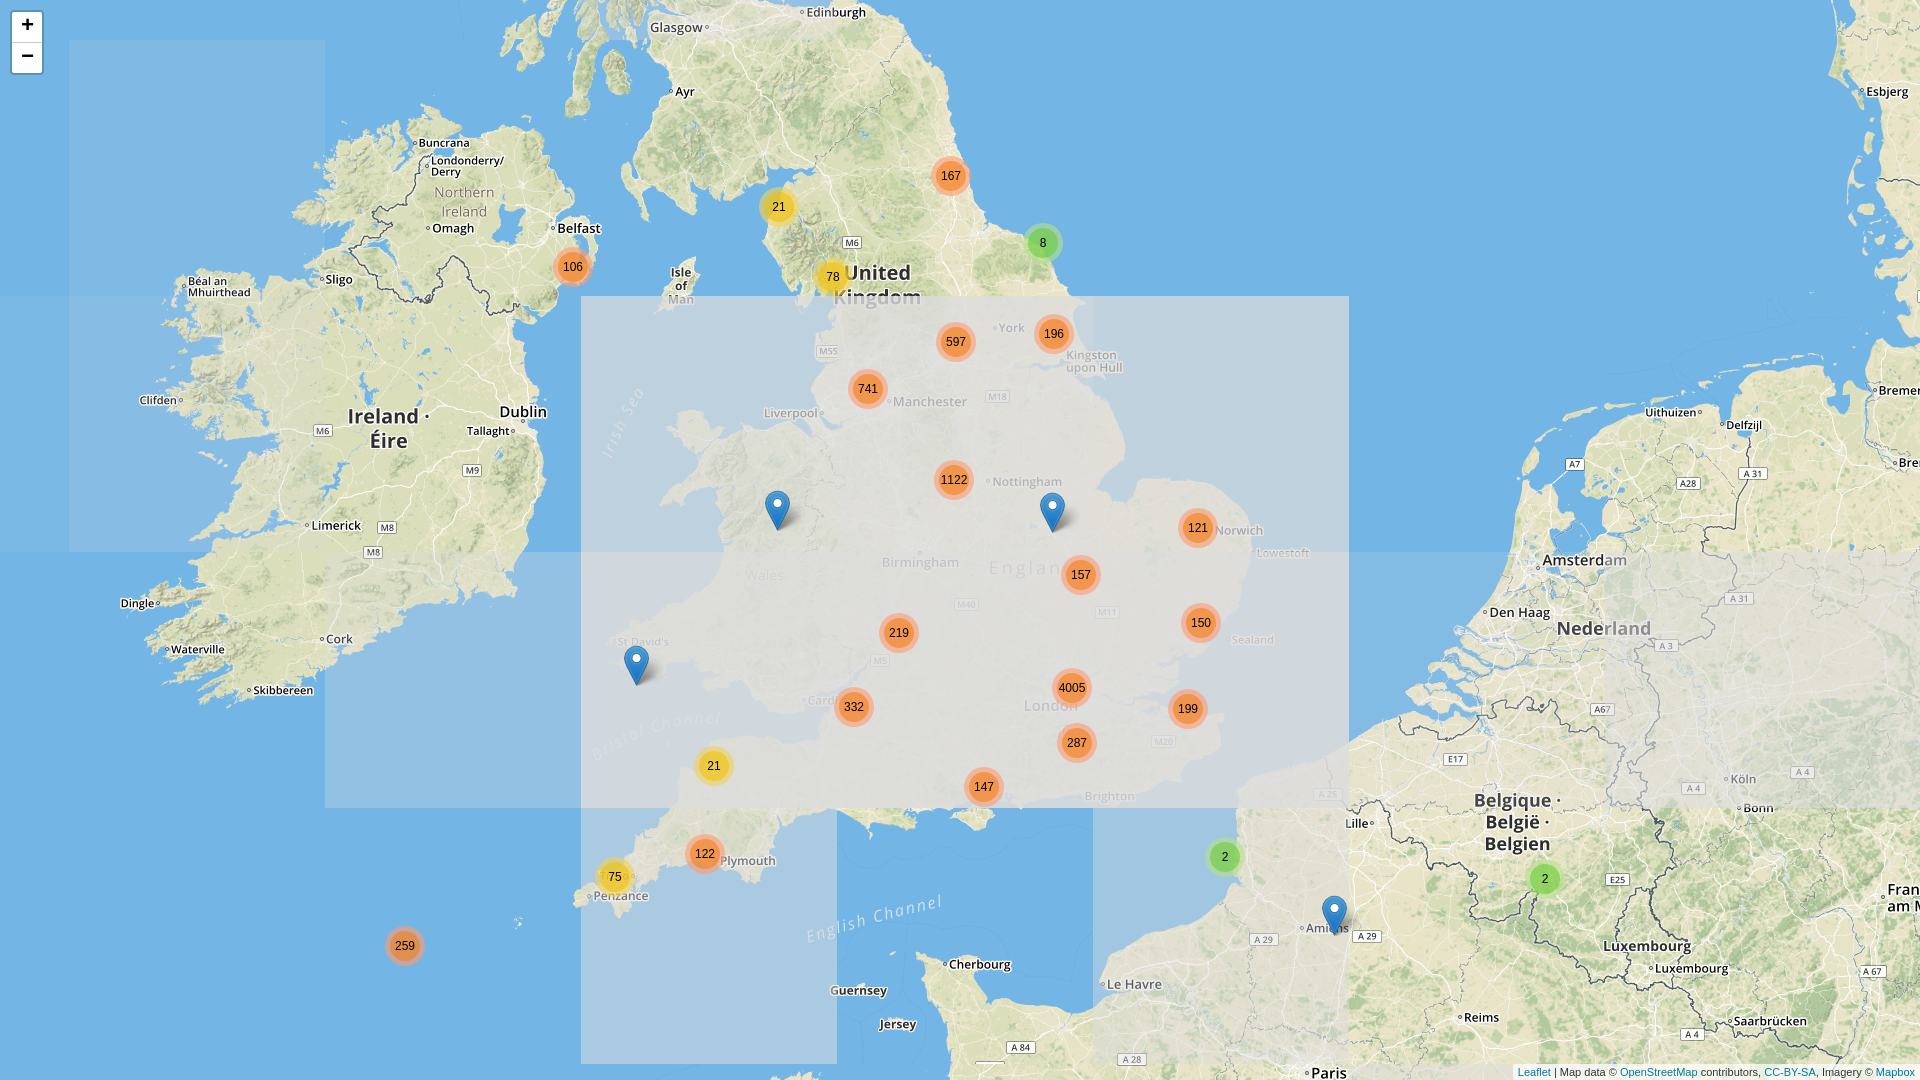 +
−
Glasgow
Edinburgh
Ayr
Esbjerg
Buncrana
Londonderry/
Derry
Northern
Ireland
Omagh
Belfast
167
21
8
M6
106
78
United
Kingdom
Isle
of
Man
Sligo
Béal an
Mhuirthead
York
196
597
M55
Kingston
upon Hull
741
Manchester
M18
Liverpool
Irish Sea
Clifden
Ireland ·
Éire
Dublin
Tallaght
M6
M9
Uithuizen
Delfzijl
Breme
Bre
A7
A 31
A28
1122
Nottingham
121
Norwich
Lowestoft
Limerick
M8
M8
Birmingham
Englan
157
Wales
Amsterdam
Den Haag
Nederland
A 31
A 3
Dingle
Cork
Waterville
Skibbereen
M40
M11
150
Sealand
219
St David's
M5
4005
London
199
Cardi
332
287
M20
Bristol Channel
21
147
Brighton
A 25
A67
E17
Köln
A 4
A 4
Bonn
Belgique ·
België ·
Belgien
Lille
2
2
E25
122
Plymouth
75
Penzance
259
English Channel
Amiens
A 29
A 29
Fran
am M
Luxembourg
Luxembourg
A 67
Cherbourg
Le Havre
Guernsey
Jersey
Reims
Saarbrücken
A 4
A 84
A 28
Paris
Leaflet | Map data © OpenStreetMap contributors, CC-BY-SA, Imagery © Mapbox